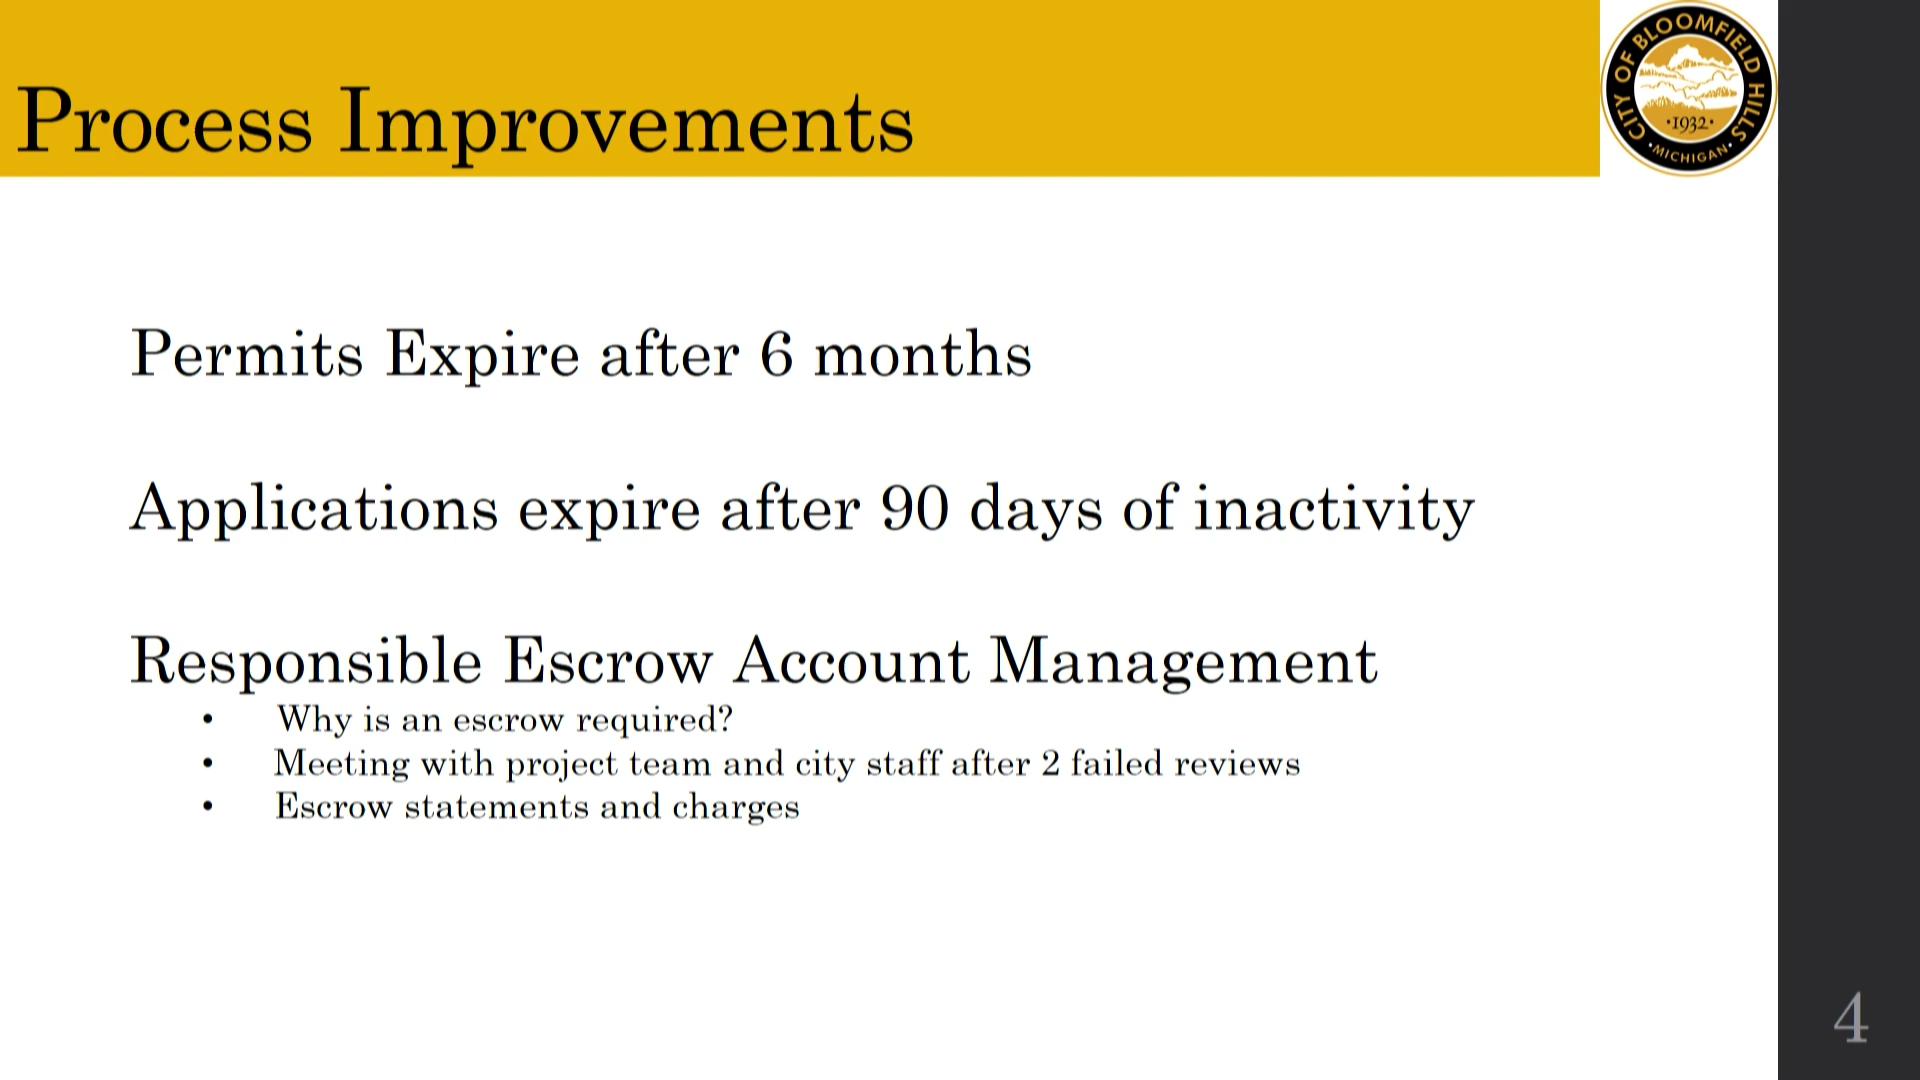 Process Improvements
CITY OF BLOOMFIELD HILLS
•1932•
•MICHIGAN•
Permits Expire after 6 months
Applications expire after 90 days of inactivity
Responsible Escrow Account Management
• Why is an escrow required?
• Meeting with project team and city staff after 2 failed reviews
• Escrow statements and charges
4